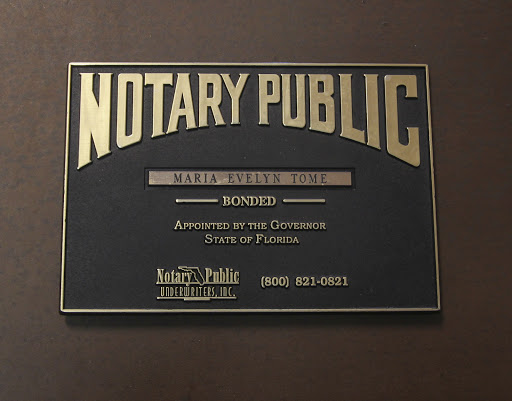 NOTARY PUBLIC
MARIA EVELYN TOME
BONDED
APPOINTED BY THE GOVERNOR
STATE OF FLORIDA
Notary Public
UNDERWRITERS, INC.
(800) 821-0821